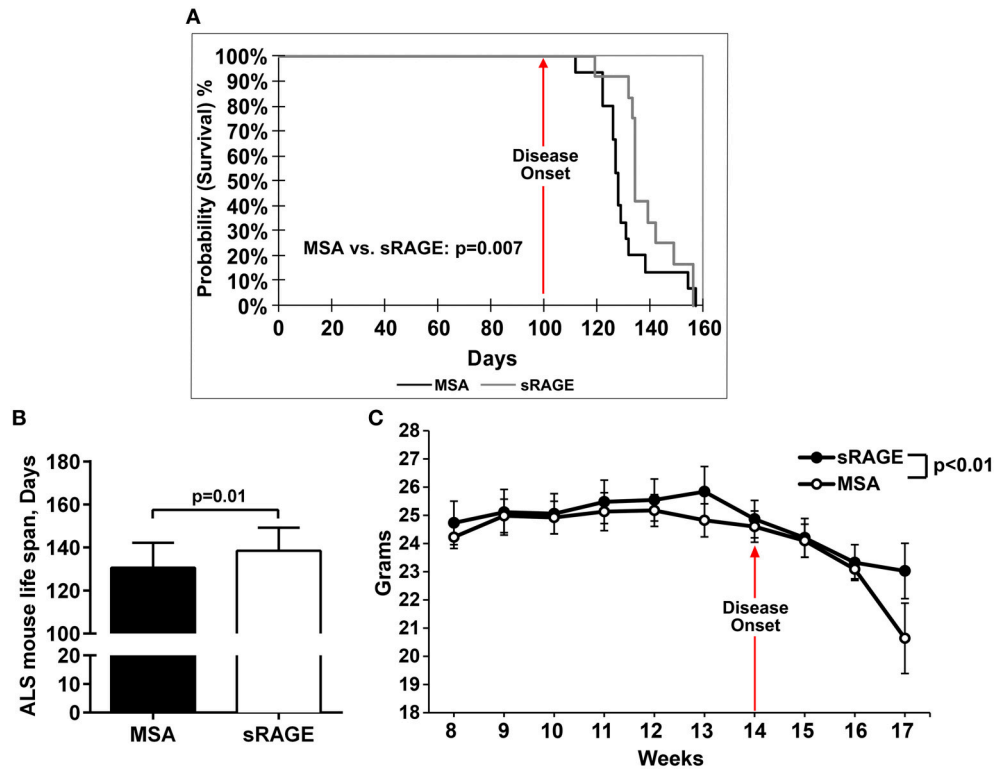 A
Probability (Survival) %
100%
90%
80%
70%
60%
50%
40%
30%
20%
10%
0%
Disease
Onset
MSA vs. sRAGE: p=0.007
0 20 40 60 80 100 120 140 160
Days
MSA sRAGE
B
ALS mouse life span, Days
180
160
140
120
100
20
10
0
p=0.01
MSA sRAGE
C
Grams
28
27
26
25
24
23
22
21
20
19
18
sRAGE
MSA
p<0.01
Disease
Onset
8 9 10 11 12 13 14 15 16 17
Weeks